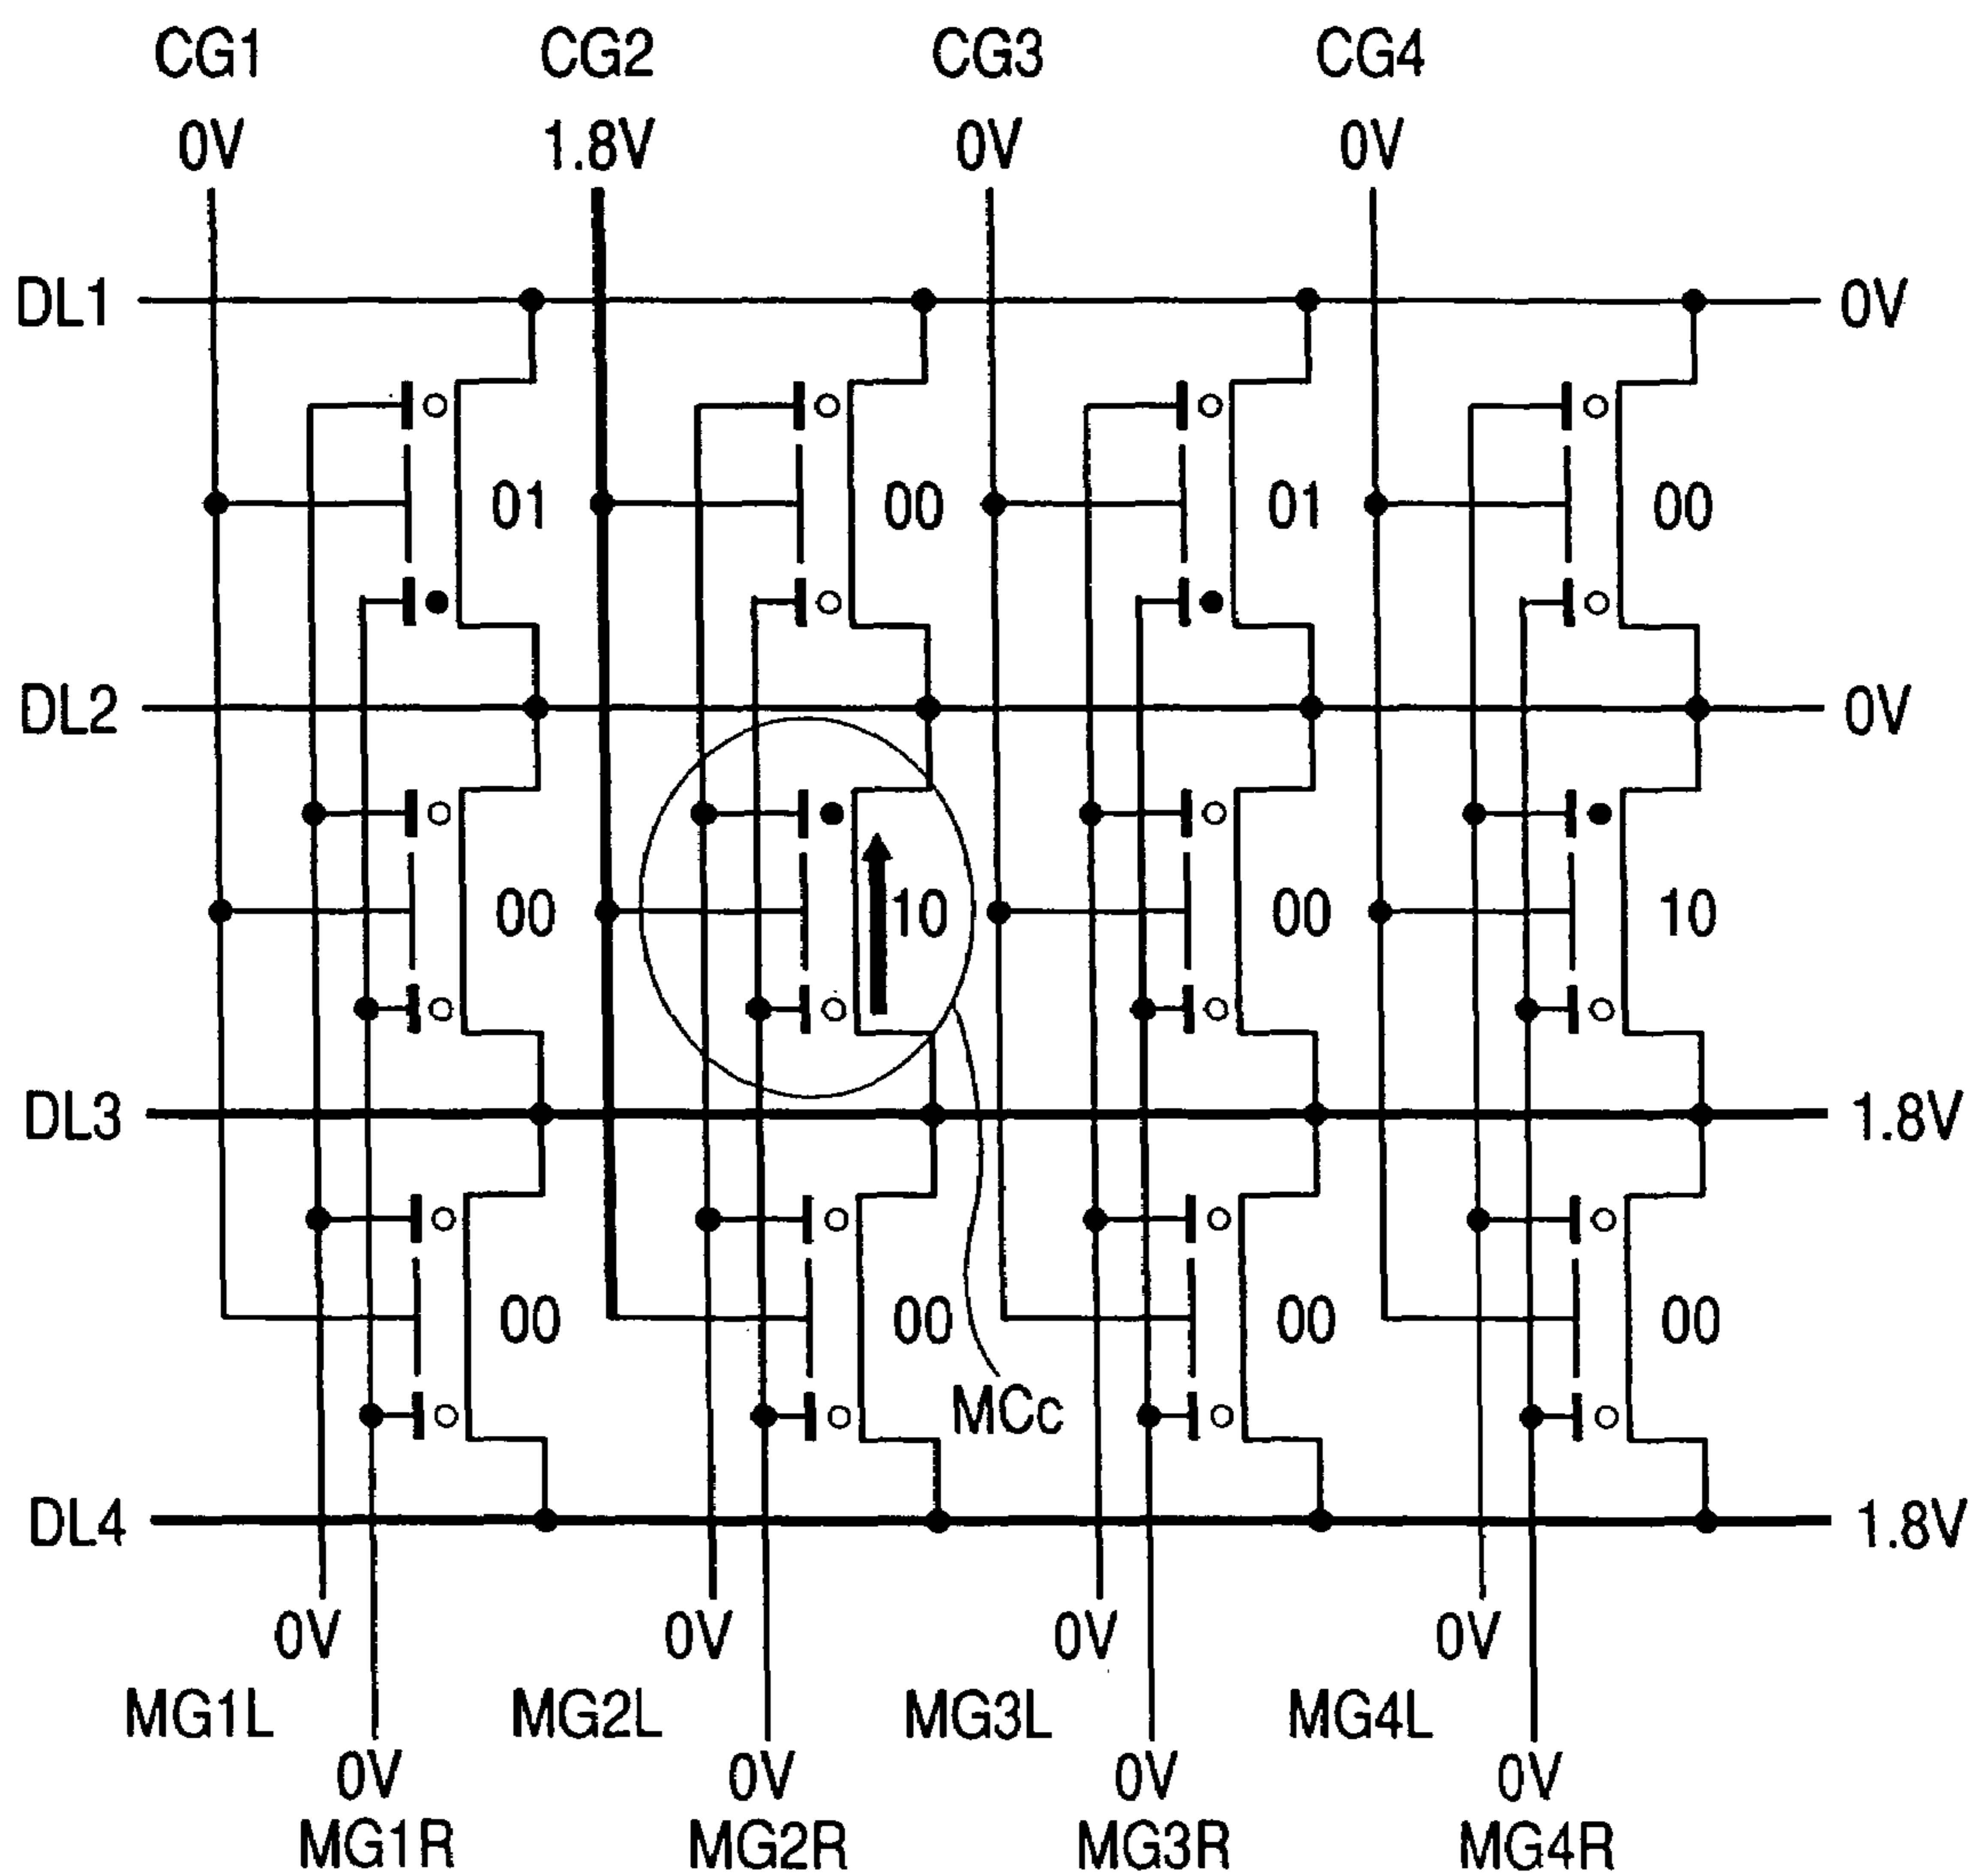 CG1 CG2 CG3 CG4
0V 1.8V 0V 0V
DL1 0V
01 00 01 00
DL2 0V
00 10 00 10
DL3 1.8V
00 00 00 00
MCc
DL4 1.8V
0V 0V 0V 0V
MG1L MG2L MG3L MG4L
0V 0V 0V 0V
MG1R MG2R MG3R MG4R